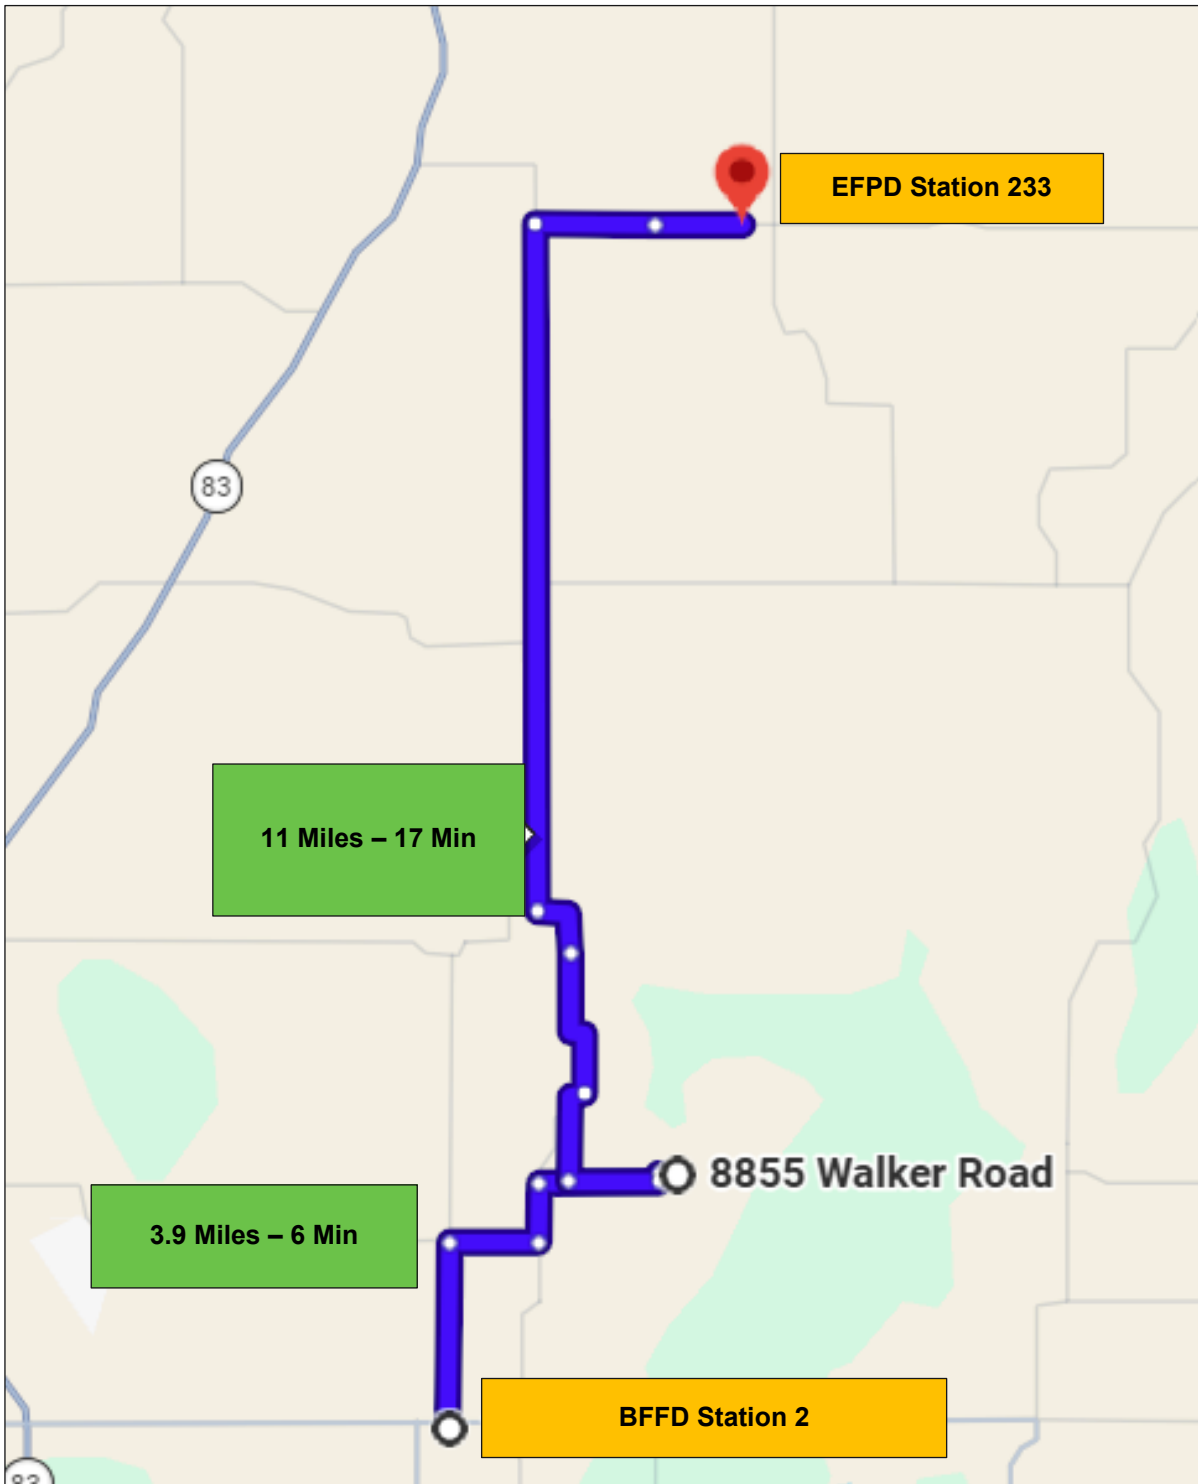 EFPD Station 233
83
11 Miles – 17 Min
8855 Walker Road
3.9 Miles – 6 Min
BFFD Station 2
83